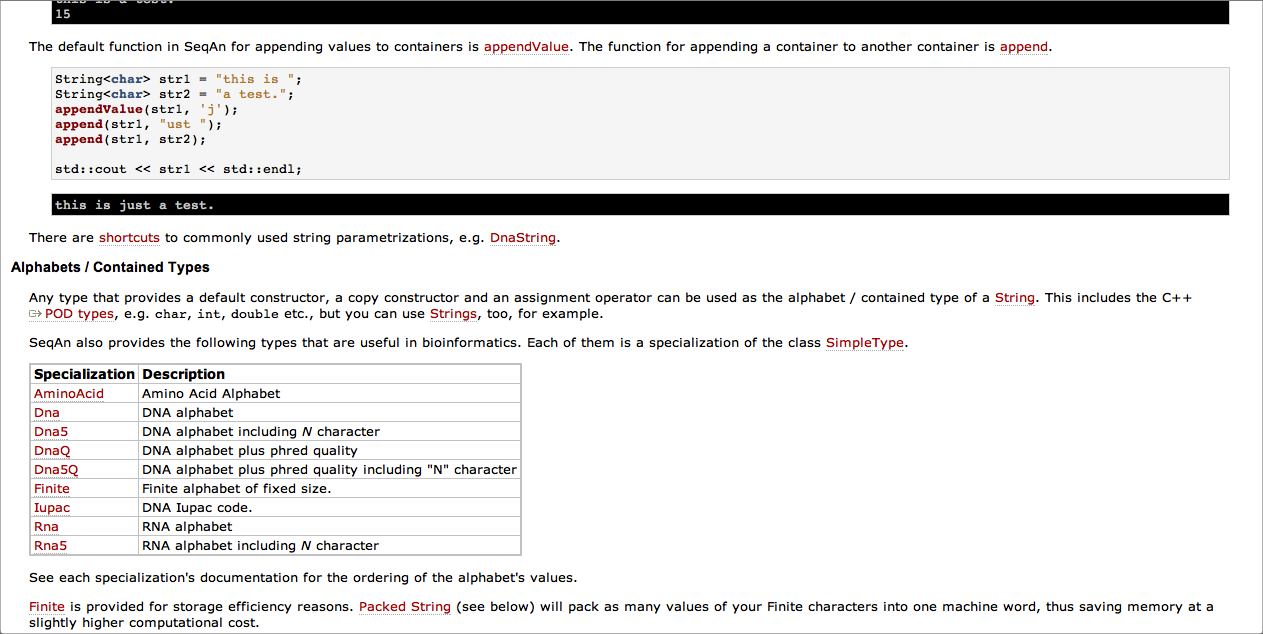 this is a test.
15
The default function in SeqAn for appending values to containers is appendValue. The function for appending a container to another container is append.
String<char> str1 = "this is ";
String<char> str2 = "a test.";
appendValue(str1, 'j');
append(str1, "ust ");
append(str1, str2);
std::cout << str1 << std::endl;
this is just a test.
There are shortcuts to commonly used string parametrizations, e.g. DnaString.
Alphabets / Contained Types
Any type that provides a default constructor, a copy constructor and an assignment operator can be used as the alphabet / contained type of a String. This includes the C++
POD types, e.g. char, int, double etc., but you can use Strings, too, for example.
SeqAn also provides the following types that are useful in bioinformatics. Each of them is a specialization of the class SimpleType.
Specialization Description
AminoAcid Amino Acid Alphabet
Dna DNA alphabet
Dna5 DNA alphabet including N character
DnaQ DNA alphabet plus phred quality
Dna5Q DNA alphabet plus phred quality including "N" character
Finite Finite alphabet of fixed size.
Iupac DNA Iupac code.
Rna RNA alphabet
Rna5 RNA alphabet including N character
See each specialization's documentation for the ordering of the alphabet's values.
Finite is provided for storage efficiency reasons. Packed String (see below) will pack as many values of your Finite characters into one machine word, thus saving memory at a
slightly higher computational cost.